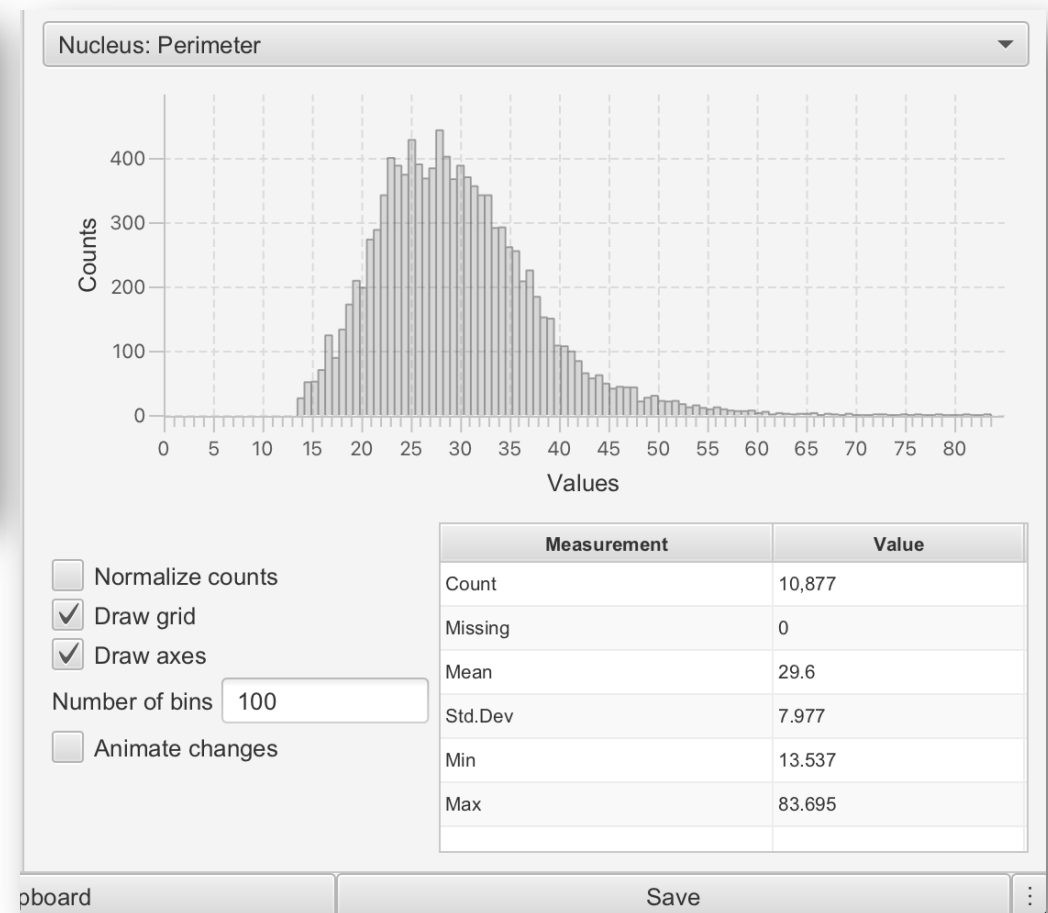 Nucleus: Perimeter
400
300
200
100
0
Counts
0 5 10 15 20 25 30 35 40 45 50 55 60 65 70 75 80
Values
Normalize counts
Draw grid
Draw axes
Number of bins 100
Animate changes
Measurement Value
Count 10,877
Missing 0
Mean 29.6
Std.Dev 7.977
Min 13.537
Max 83.695
pboard Save